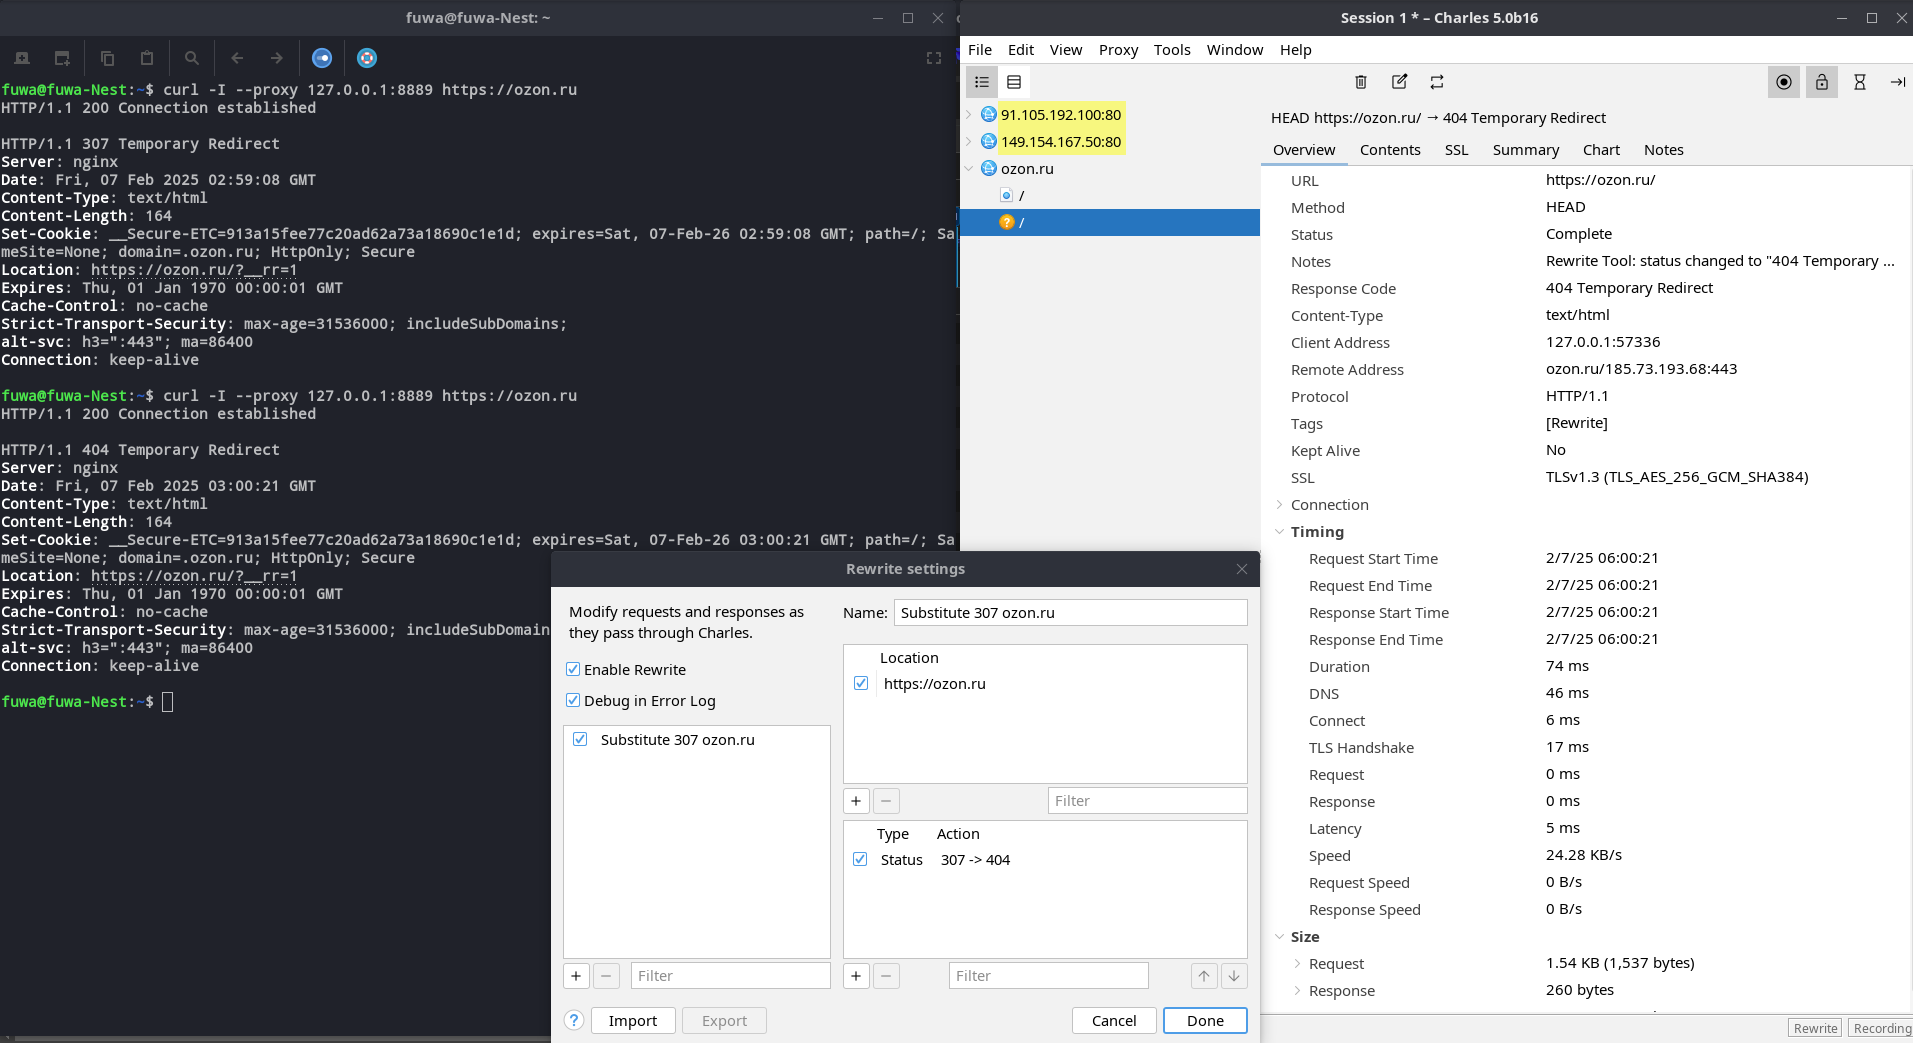 fuwa@fuwa-Nest: ~
fuwa@fuwa-Nest:~$ curl -I --proxy 127.0.0.1:8889 https://ozon.ru
HTTP/1.1 200 Connection established
HTTP/1.1 307 Temporary Redirect
Server: nginx
Date: Fri, 07 Feb 2025 02:59:08 GMT
Content-Type: text/html
Content-Length: 164
Set-Cookie: __Secure-ETC=913a15fee77c20ad62a73a18690c1e1d; expires=Sat, 07-Feb-26 02:59:08 GMT; path=/; Sa
meSite=None; domain=.ozon.ru; HttpOnly; Secure
Location: https://ozon.ru/?__rr=1
Expires: Thu, 01 Jan 1970 00:00:01 GMT
Cache-Control: no-cache
Strict-Transport-Security: max-age=31536000; includeSubDomains;
alt-svc: h3=":443"; ma=86400
Connection: keep-alive
fuwa@fuwa-Nest:~$ curl -I --proxy 127.0.0.1:8889 https://ozon.ru
HTTP/1.1 200 Connection established
HTTP/1.1 404 Temporary Redirect
Server: nginx
Date: Fri, 07 Feb 2025 03:00:21 GMT
Content-Type: text/html
Content-Length: 164
Set-Cookie: __Secure-ETC=913a15fee77c20ad62a73a18690c1e1d; expires=Sat, 07-Feb-26 03:00:21 GMT; path=/; Sa
meSite=None; domain=.ozon.ru; HttpOnly; Secure
Location: https://ozon.ru/?__rr=1
Expires: Thu, 01 Jan 1970 00:00:01 GMT
Cache-Control: no-cache
Strict-Transport-Security: max-age=31536000; includeSubDomain
alt-svc: h3=":443"; ma=86400
Connection: keep-alive
fuwa@fuwa-Nest:~$
Session 1 * – Charles 5.0b16
File Edit View Proxy Tools Window Help
91.105.192.100:80
149.154.167.50:80
ozon.ru
/
/
HEAD https://ozon.ru/ → 404 Temporary Redirect
Overview Contents SSL Summary Chart Notes
URL https://ozon.ru/
Method HEAD
Status Complete
Notes Rewrite Tool: status changed to "404 Temporary ...
Response Code 404 Temporary Redirect
Content-Type text/html
Client Address 127.0.0.1:57336
Remote Address ozon.ru/185.73.193.68:443
Protocol HTTP/1.1
Tags [Rewrite]
Kept Alive No
SSL TLSv1.3 (TLS_AES_256_GCM_SHA384)
Connection
Timing
Request Start Time 2/7/25 06:00:21
Request End Time 2/7/25 06:00:21
Response Start Time 2/7/25 06:00:21
Response End Time 2/7/25 06:00:21
Duration 74 ms
DNS 46 ms
Connect 6 ms
TLS Handshake 17 ms
Request 0 ms
Response 0 ms
Latency 5 ms
Speed 24.28 KB/s
Request Speed 0 B/s
Response Speed 0 B/s
Size
Request 1.54 KB (1,537 bytes)
Response 260 bytes
Rewrite Recording
Rewrite settings
Modify requests and responses as
they pass through Charles.
Enable Rewrite
Debug in Error Log
Substitute 307 ozon.ru
Filter
Name: Substitute 307 ozon.ru
Location
https://ozon.ru
Filter
Type Action
Status 307 -> 404
Filter
? Import Export Cancel Done